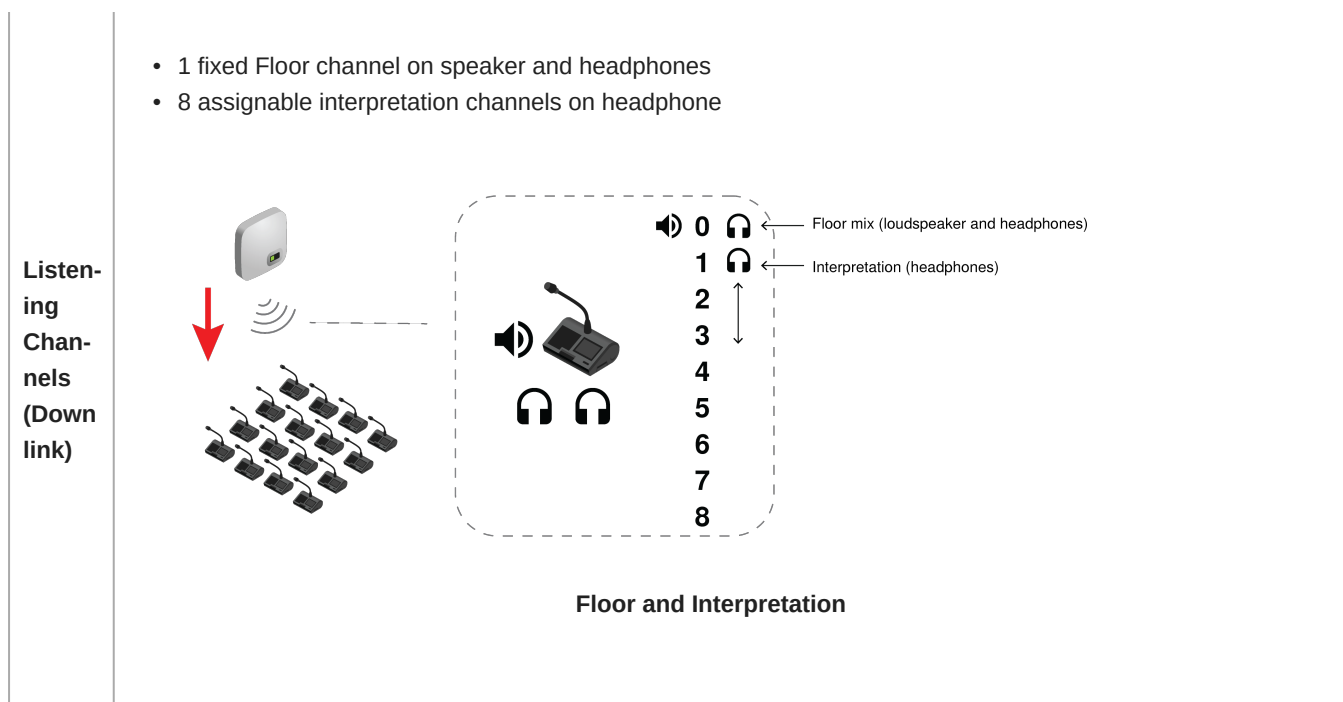 Listen-
ing
Chan-
nels
(Down
link)
• 1 fixed Floor channel on speaker and headphones
• 8 assignable interpretation channels on headphone
0
Floor mix (loudspeaker and headphones)
1
Interpretation (headphones)
2
3
4
5
6
7
8
Floor and Interpretation